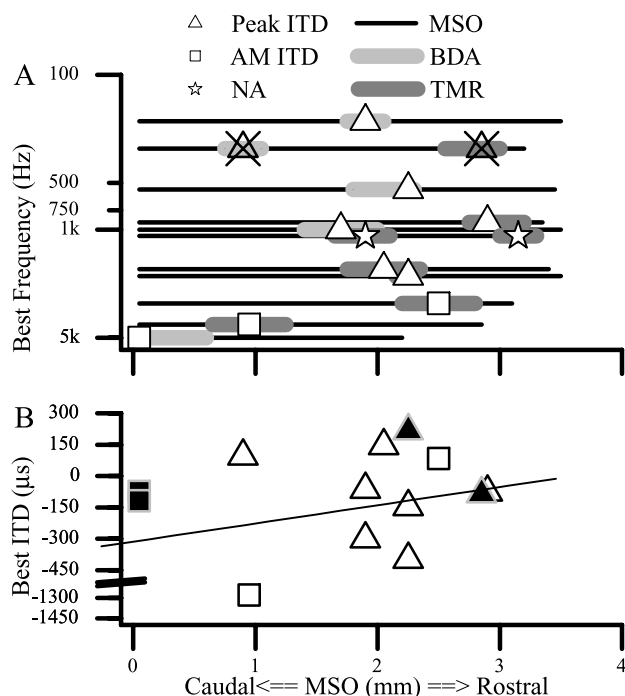 Peak ITD MSO
AM ITD BDA
NA TMR
A
100
500
750
1k
5k
Best Frequency (Hz)
B
300
150
0
-150
-300
-450
-1300
-1450
Best ITD (µs)
0 1 2 3 4
Caudal<== MSO (mm) ==> Rostral